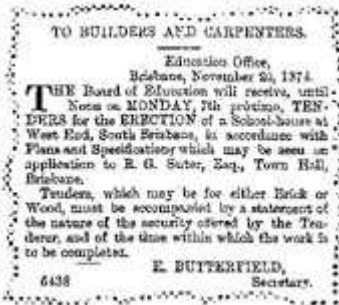 TO BUILDERS AND CARPENTERS.
Education Office,
Brisbane, November 25, 1874.
THE Board of Education will receive, until
Noon on MONDAY, 7th proximo, TEN-
DERS for the ERECTION of a School-house at
West End, South Brisbane, in accordance with
Plans and Specifications which may be seen on
application to R. G. Suter, Esq., Town Hall,
Brisbane.
Tenders, which may be for either Brick or
Wood, must be accompanied by a statement of
the nature of the security offered by the Ten-
derer, and of the time within which the work is
to be completed.
E. BUTTERFIELD,
6438 Secretary.